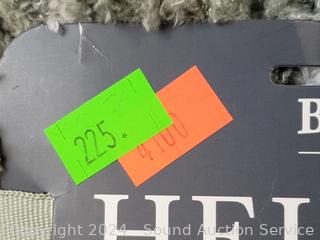 225.
4100
B
HEL
Copyright 2024 - Sound Auction Service